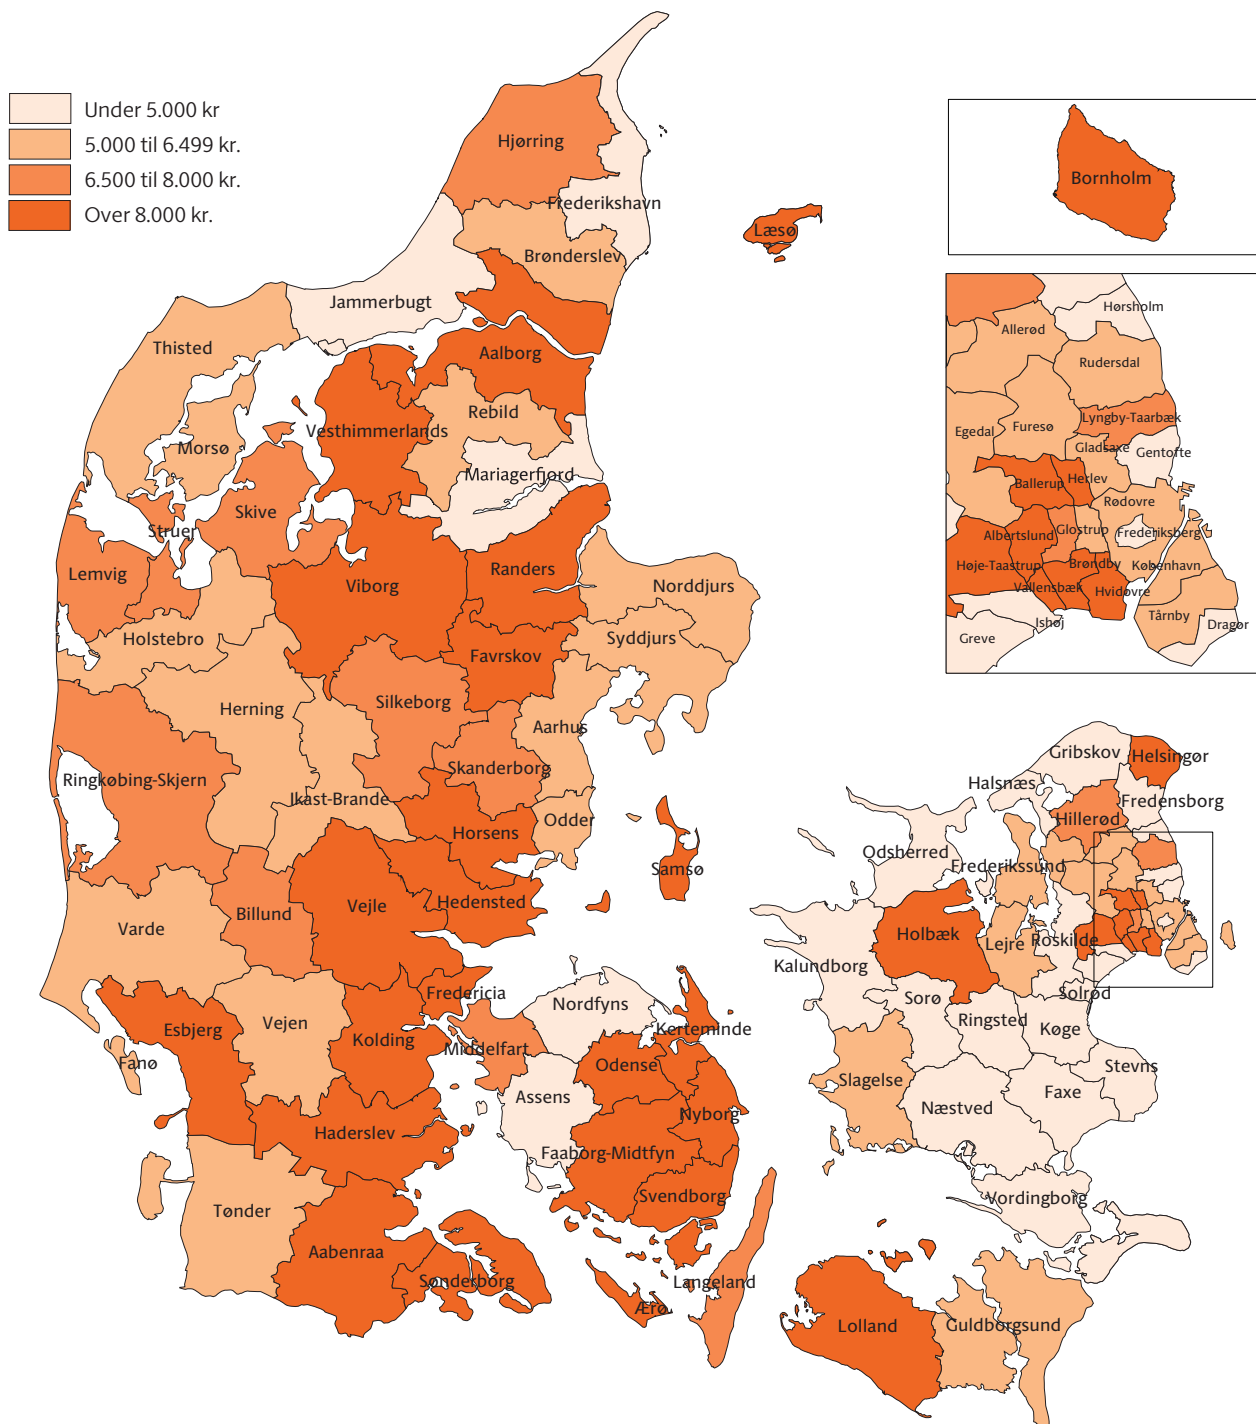 Under 5.000 kr
5.000 til 6.499 kr.
6.500 til 8.000 kr.
Over 8.000 kr.
Hjørring
Frederikshavn
Læsø
Brønderslev
Jammerbugt
Thisted
Aalborg
Rebild
Vesthimmerlands
Morsø
Mariagerfjord
Skive
Struer
Lemvig
Viborg
Randers
Norddjurs
Holstebro
Syddjurs
Favrskov
Silkeborg
Herning
Aarhus
Skanderborg
Ringkøbing-Skjern
Ikast-Brande
Odder
Horsens
Samsø
Hedensted
Vejle
Billund
Varde
Fredericia
Esbjerg
Vejen
Kolding
Fanø
Haderslev
Tønder
Aabenraa
Sønderborg
Nordfyns
Kerteminde
Middelfart
Odense
Assens
Nyborg
Faaborg-Midtfyn
Svendborg
Langeland
Ærø
Bornholm
Hørsholm
Allerød
Rudersdal
Lyngby-Taarbæk
Egedal
Furesø
Gladsaxe
Gentofte
Ballerup
Herlev
Rødovre
Albertslund
Glostrup
Frederiksberg
Høje-Taastrup
Brøndby
København
Vallensbæk
Hvidovre
Ishøj
Tårnby
Greve
Dragør
Gribskov
Helsingør
Halsnæs
Fredensborg
Hillerød
Odsherred
Frederikssund
Holbæk
Lejre
Roskilde
Kalundborg
Solrød
Sorø
Ringsted
Køge
Stevns
Slagelse
Faxe
Næstved
Vordingborg
Lolland
Guldborgsund